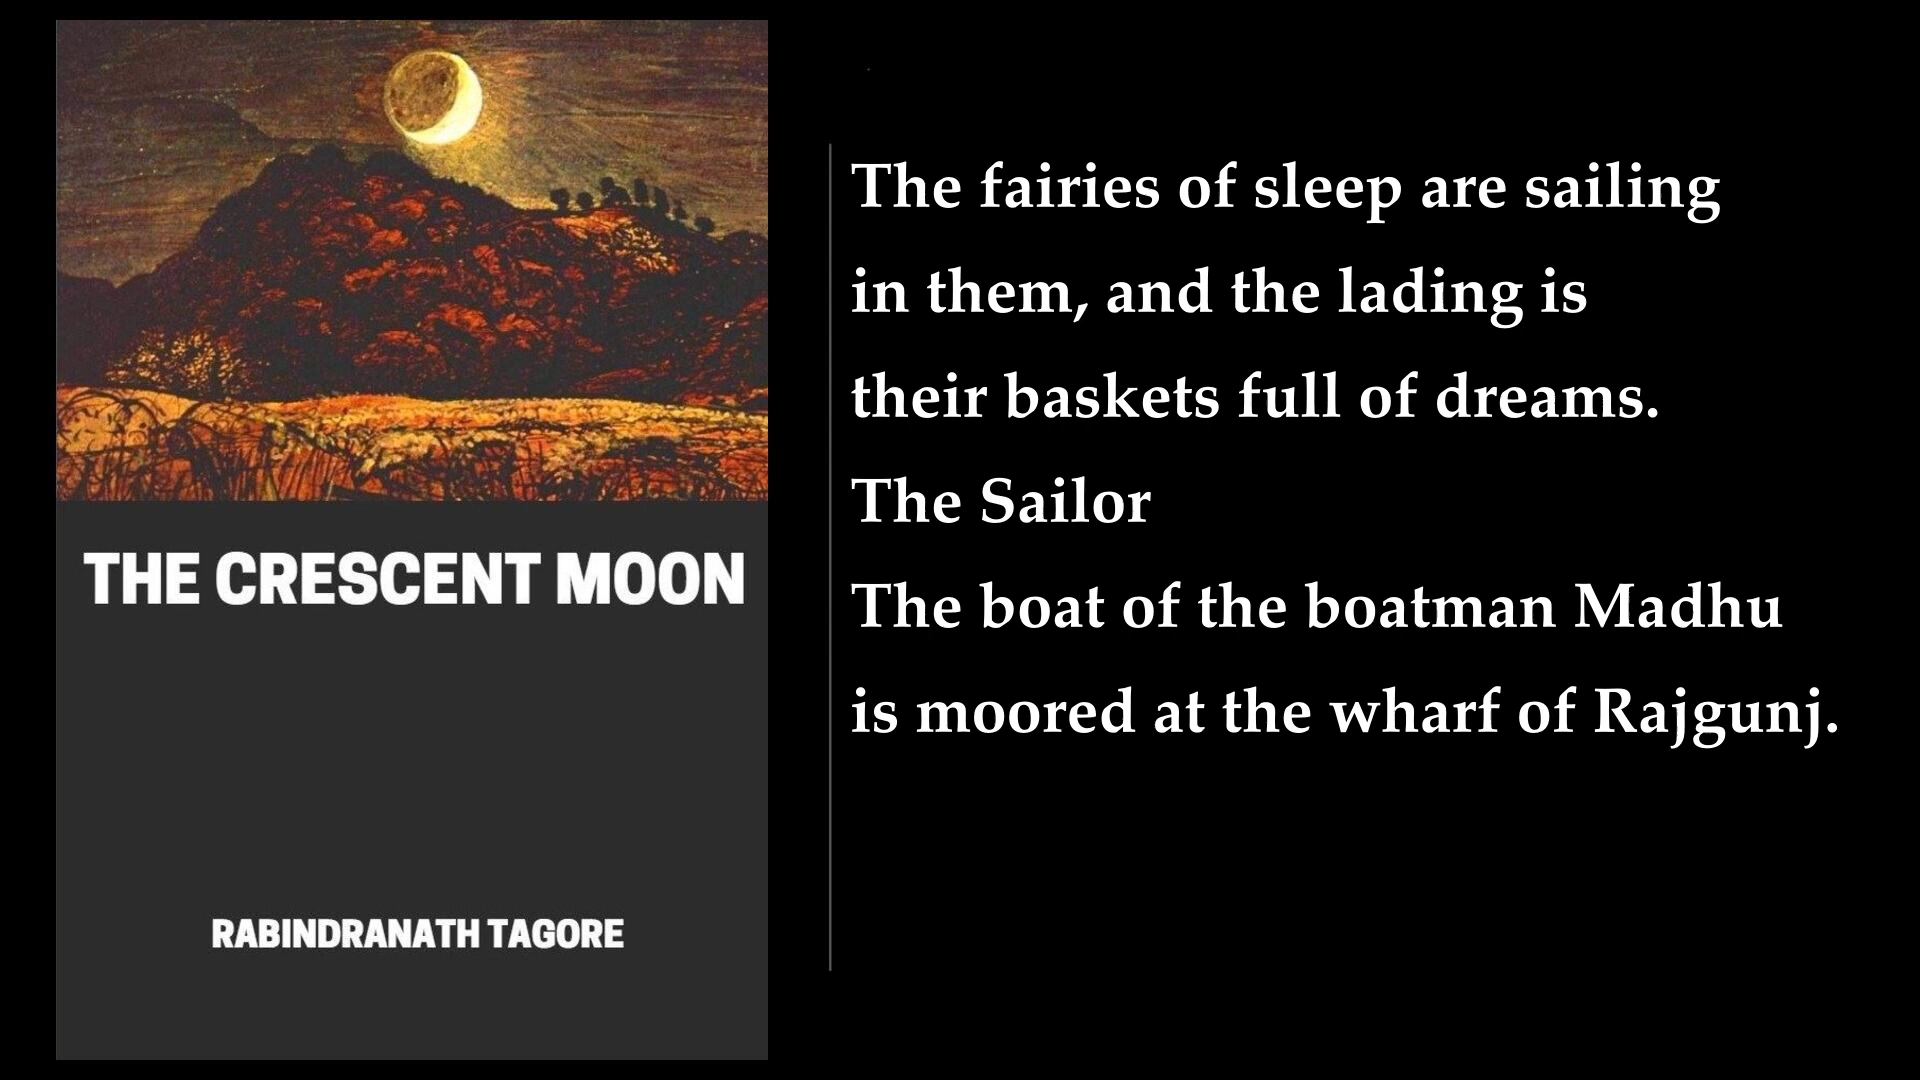 THE CRESCENT MOON
RABINDRANATH TAGORE
The fairies of sleep are sailing
in them, and the lading is
their baskets full of dreams.
The Sailor
The boat of the boatman Madhu
is moored at the wharf of Rajgunj.